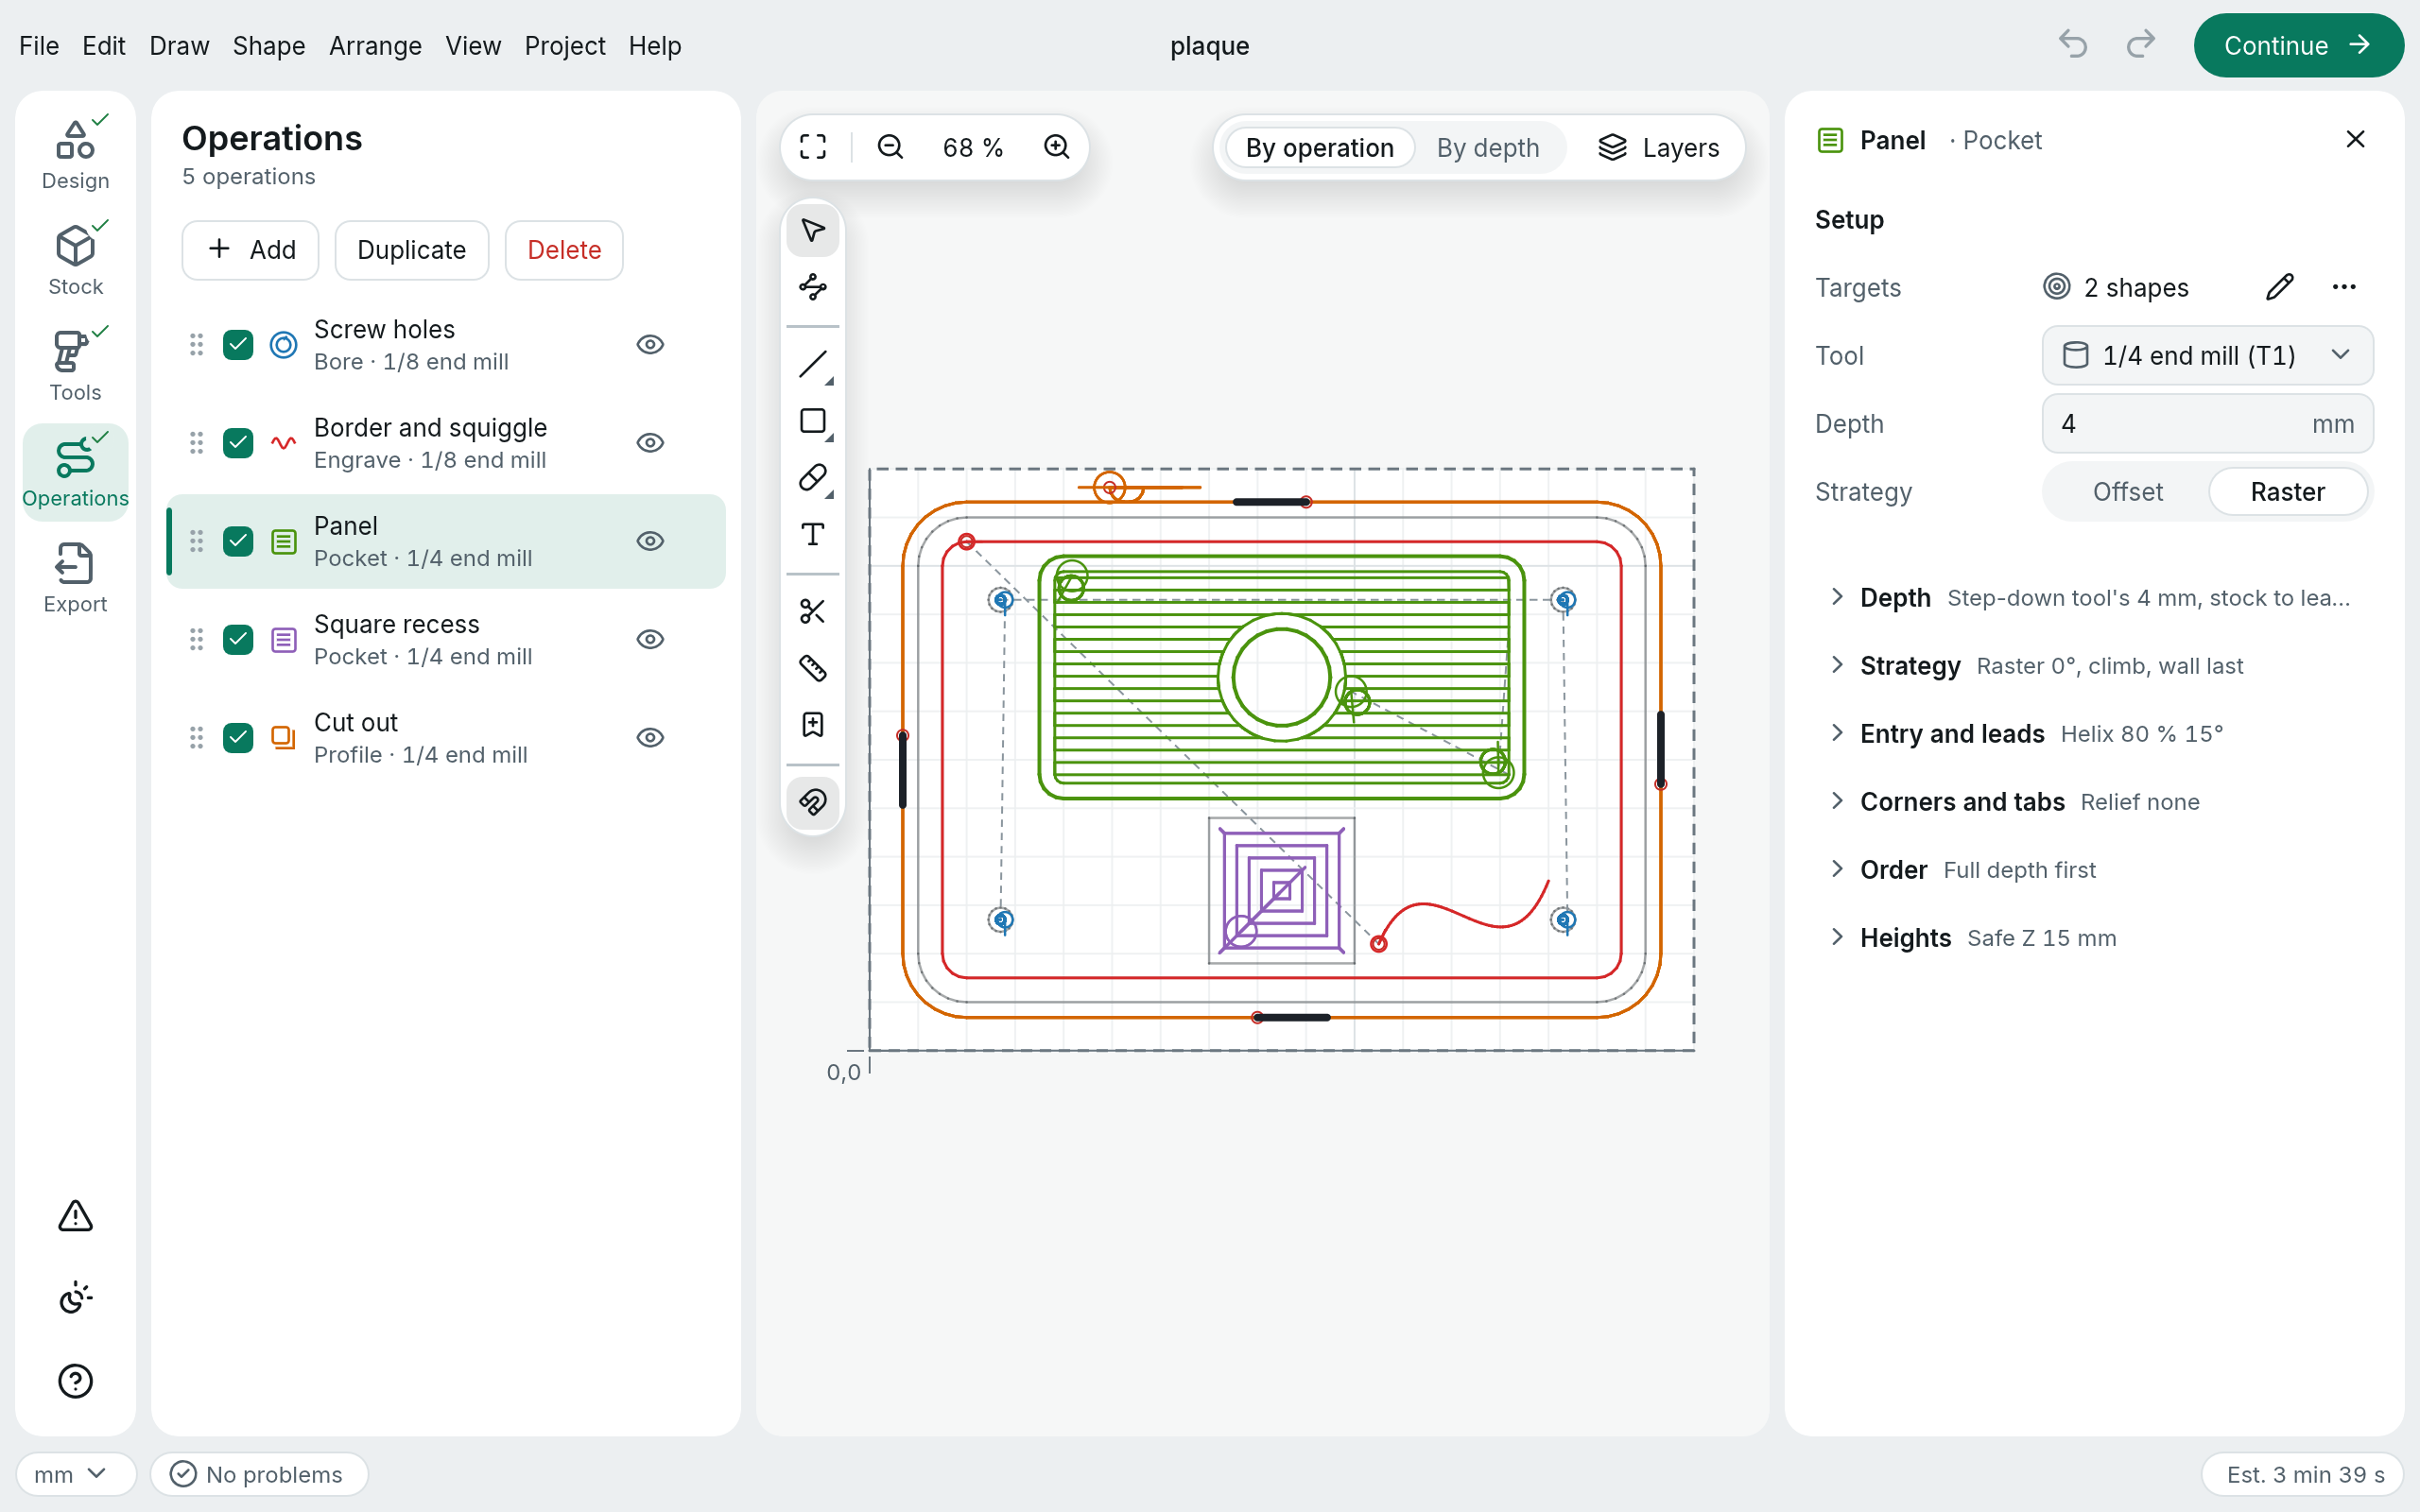 File Edit Draw Shape Arrange View Project Help
plaque
Continue
Design
Stock
Tools
Operations
Export
Operations
5 operations
Add
Duplicate
Delete
Screw holes
Bore · 1/8 end mill
Border and squiggle
Engrave · 1/8 end mill
Panel
Pocket · 1/4 end mill
Square recess
Pocket · 1/4 end mill
Cut out
Profile · 1/4 end mill
68 %
By operation
By depth
Layers
0,0
Panel · Pocket
Setup
Targets 2 shapes
Tool 1/4 end mill (T1)
Depth 4 mm
Strategy Offset Raster
Depth Step-down tool's 4 mm, stock to lea...
Strategy Raster 0°, climb, wall last
Entry and leads Helix 80 % 15°
Corners and tabs Relief none
Order Full depth first
Heights Safe Z 15 mm
mm
No problems
Est. 3 min 39 s